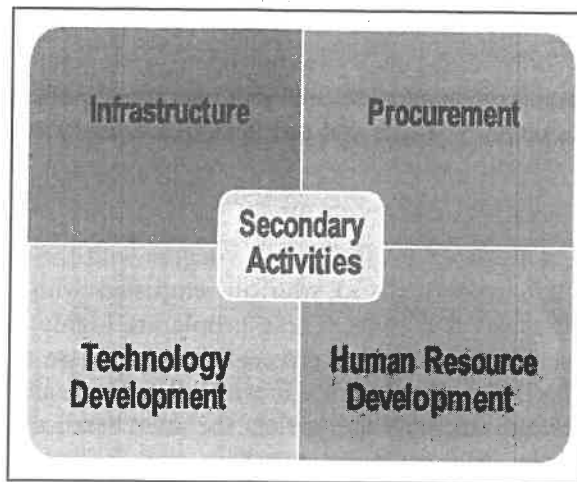 Infrastructure
Procurement
Secondary
Activities
Technology
Development
Human Resource
Development